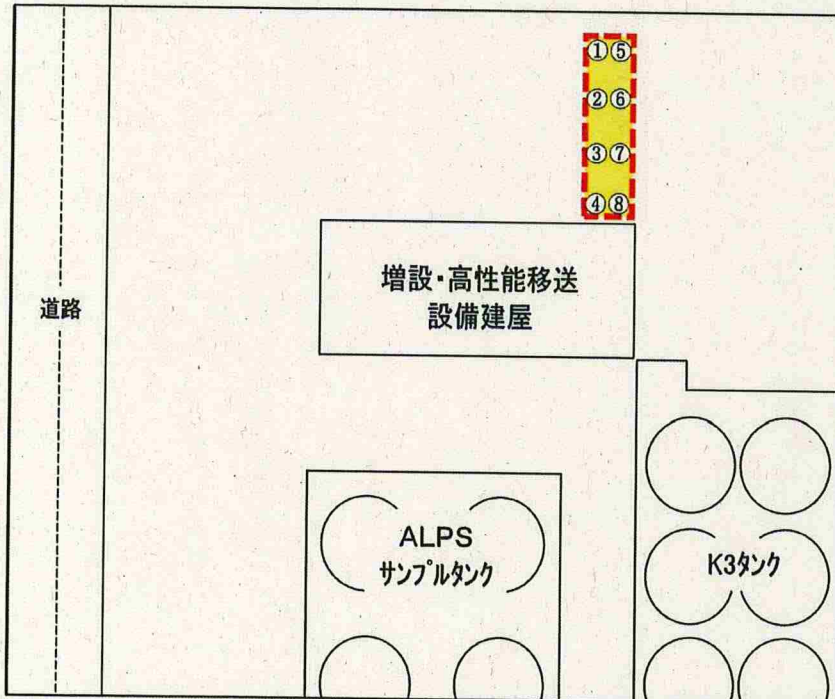 ①⑤
②⑥
③⑦
④⑧
増設・高性能移送
設備建屋
道路
ALPS
サンプルタンク
K3タンク